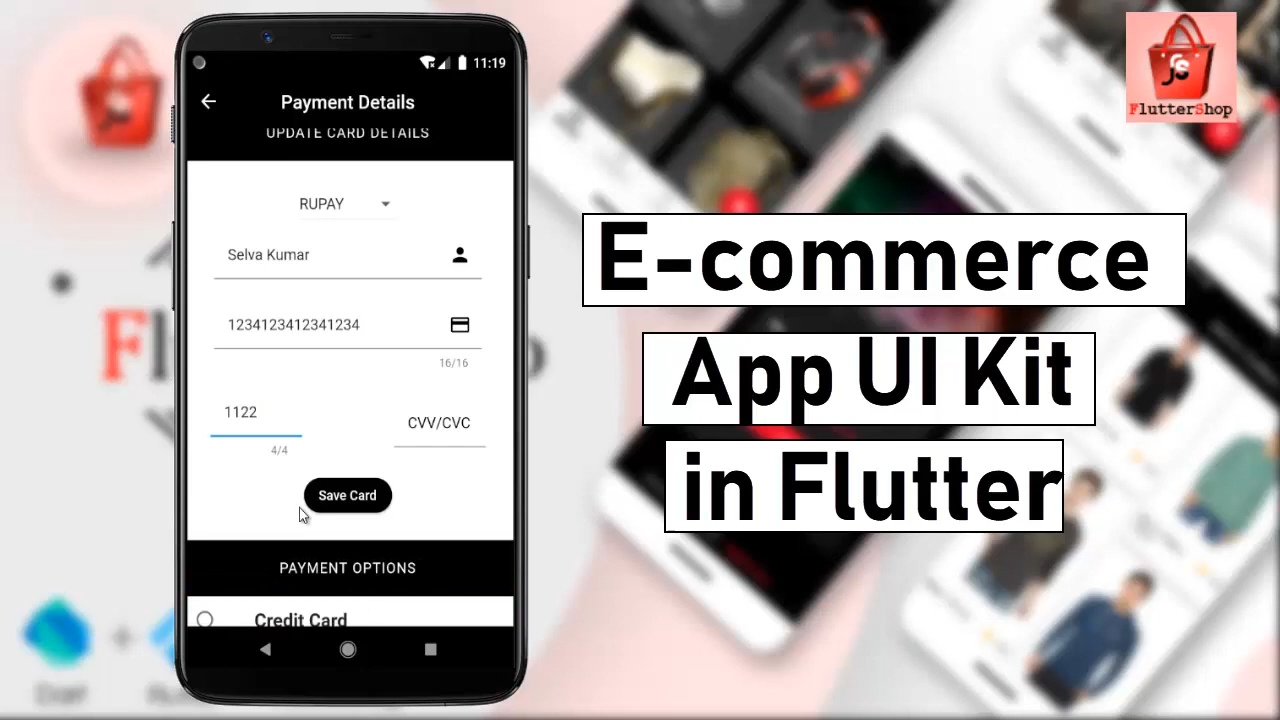 11:19
Payment Details
UPDATE CARD DETAILS
RUPAY
Selva Kumar
1234123412341234
16/16
1122
4/4
CVV/CVC
Save Card
PAYMENT OPTIONS
Credit Card
FlutterShop
E-commerce
App UI Kit
in Flutter